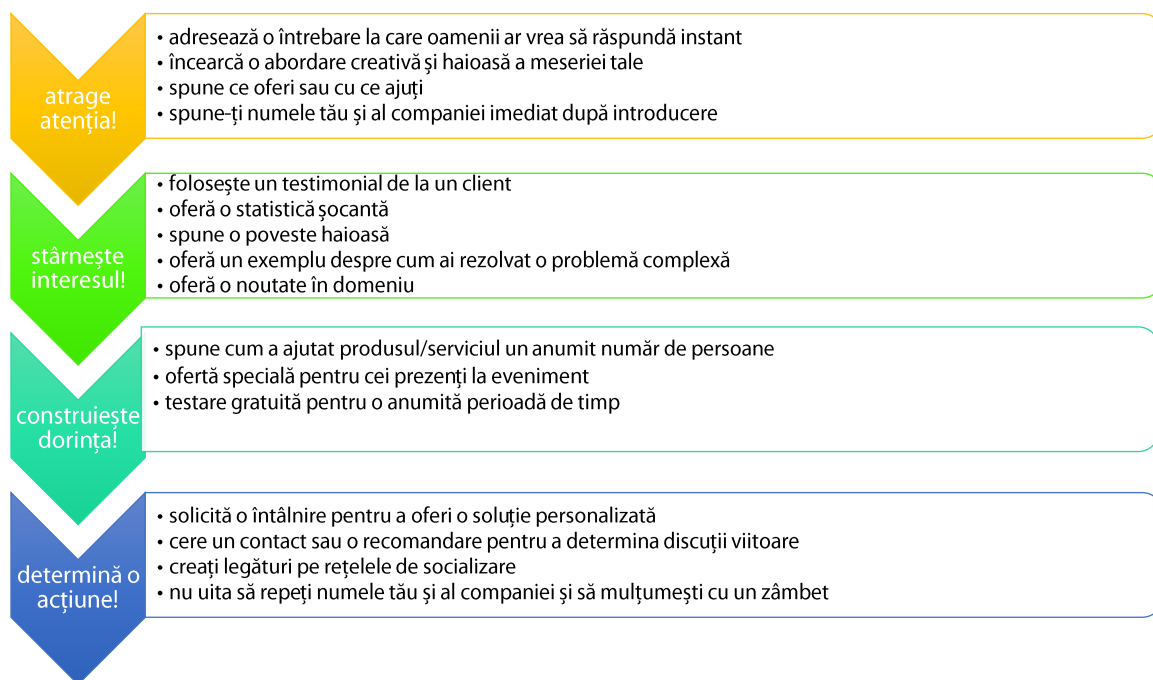 atrage
atenția!
• adresează o întrebare la care oamenii ar vrea să răspundă instant
• încearcă o abordare creativă și haioasă a meseriei tale
• spune ce oferi sau cu ce ajuți
• spune-ți numele tău și al companiei imediat după introducere
stârnește
interesul!
• folosește un testimonial de la un client
• oferă o statistică șocantă
• spune o poveste haioasă
• oferă un exemplu despre cum ai rezolvat o problemă complexă
• oferă o noutate în domeniu
construiește
dorința!
• spune cum a ajutat produsul/serviciul un anumit număr de persoane
• ofertă specială pentru cei prezenți la eveniment
• testare gratuită pentru o anumită perioadă de timp
determină o
acțiune!
• solicită o întâlnire pentru a oferi o soluție personalizată
• cere un contact sau o recomandare pentru a determina discuții viitoare
• creați legături pe rețelele de socializare
• nu uita să repeți numele tău și al companiei și să mulțumești cu un zâmbet